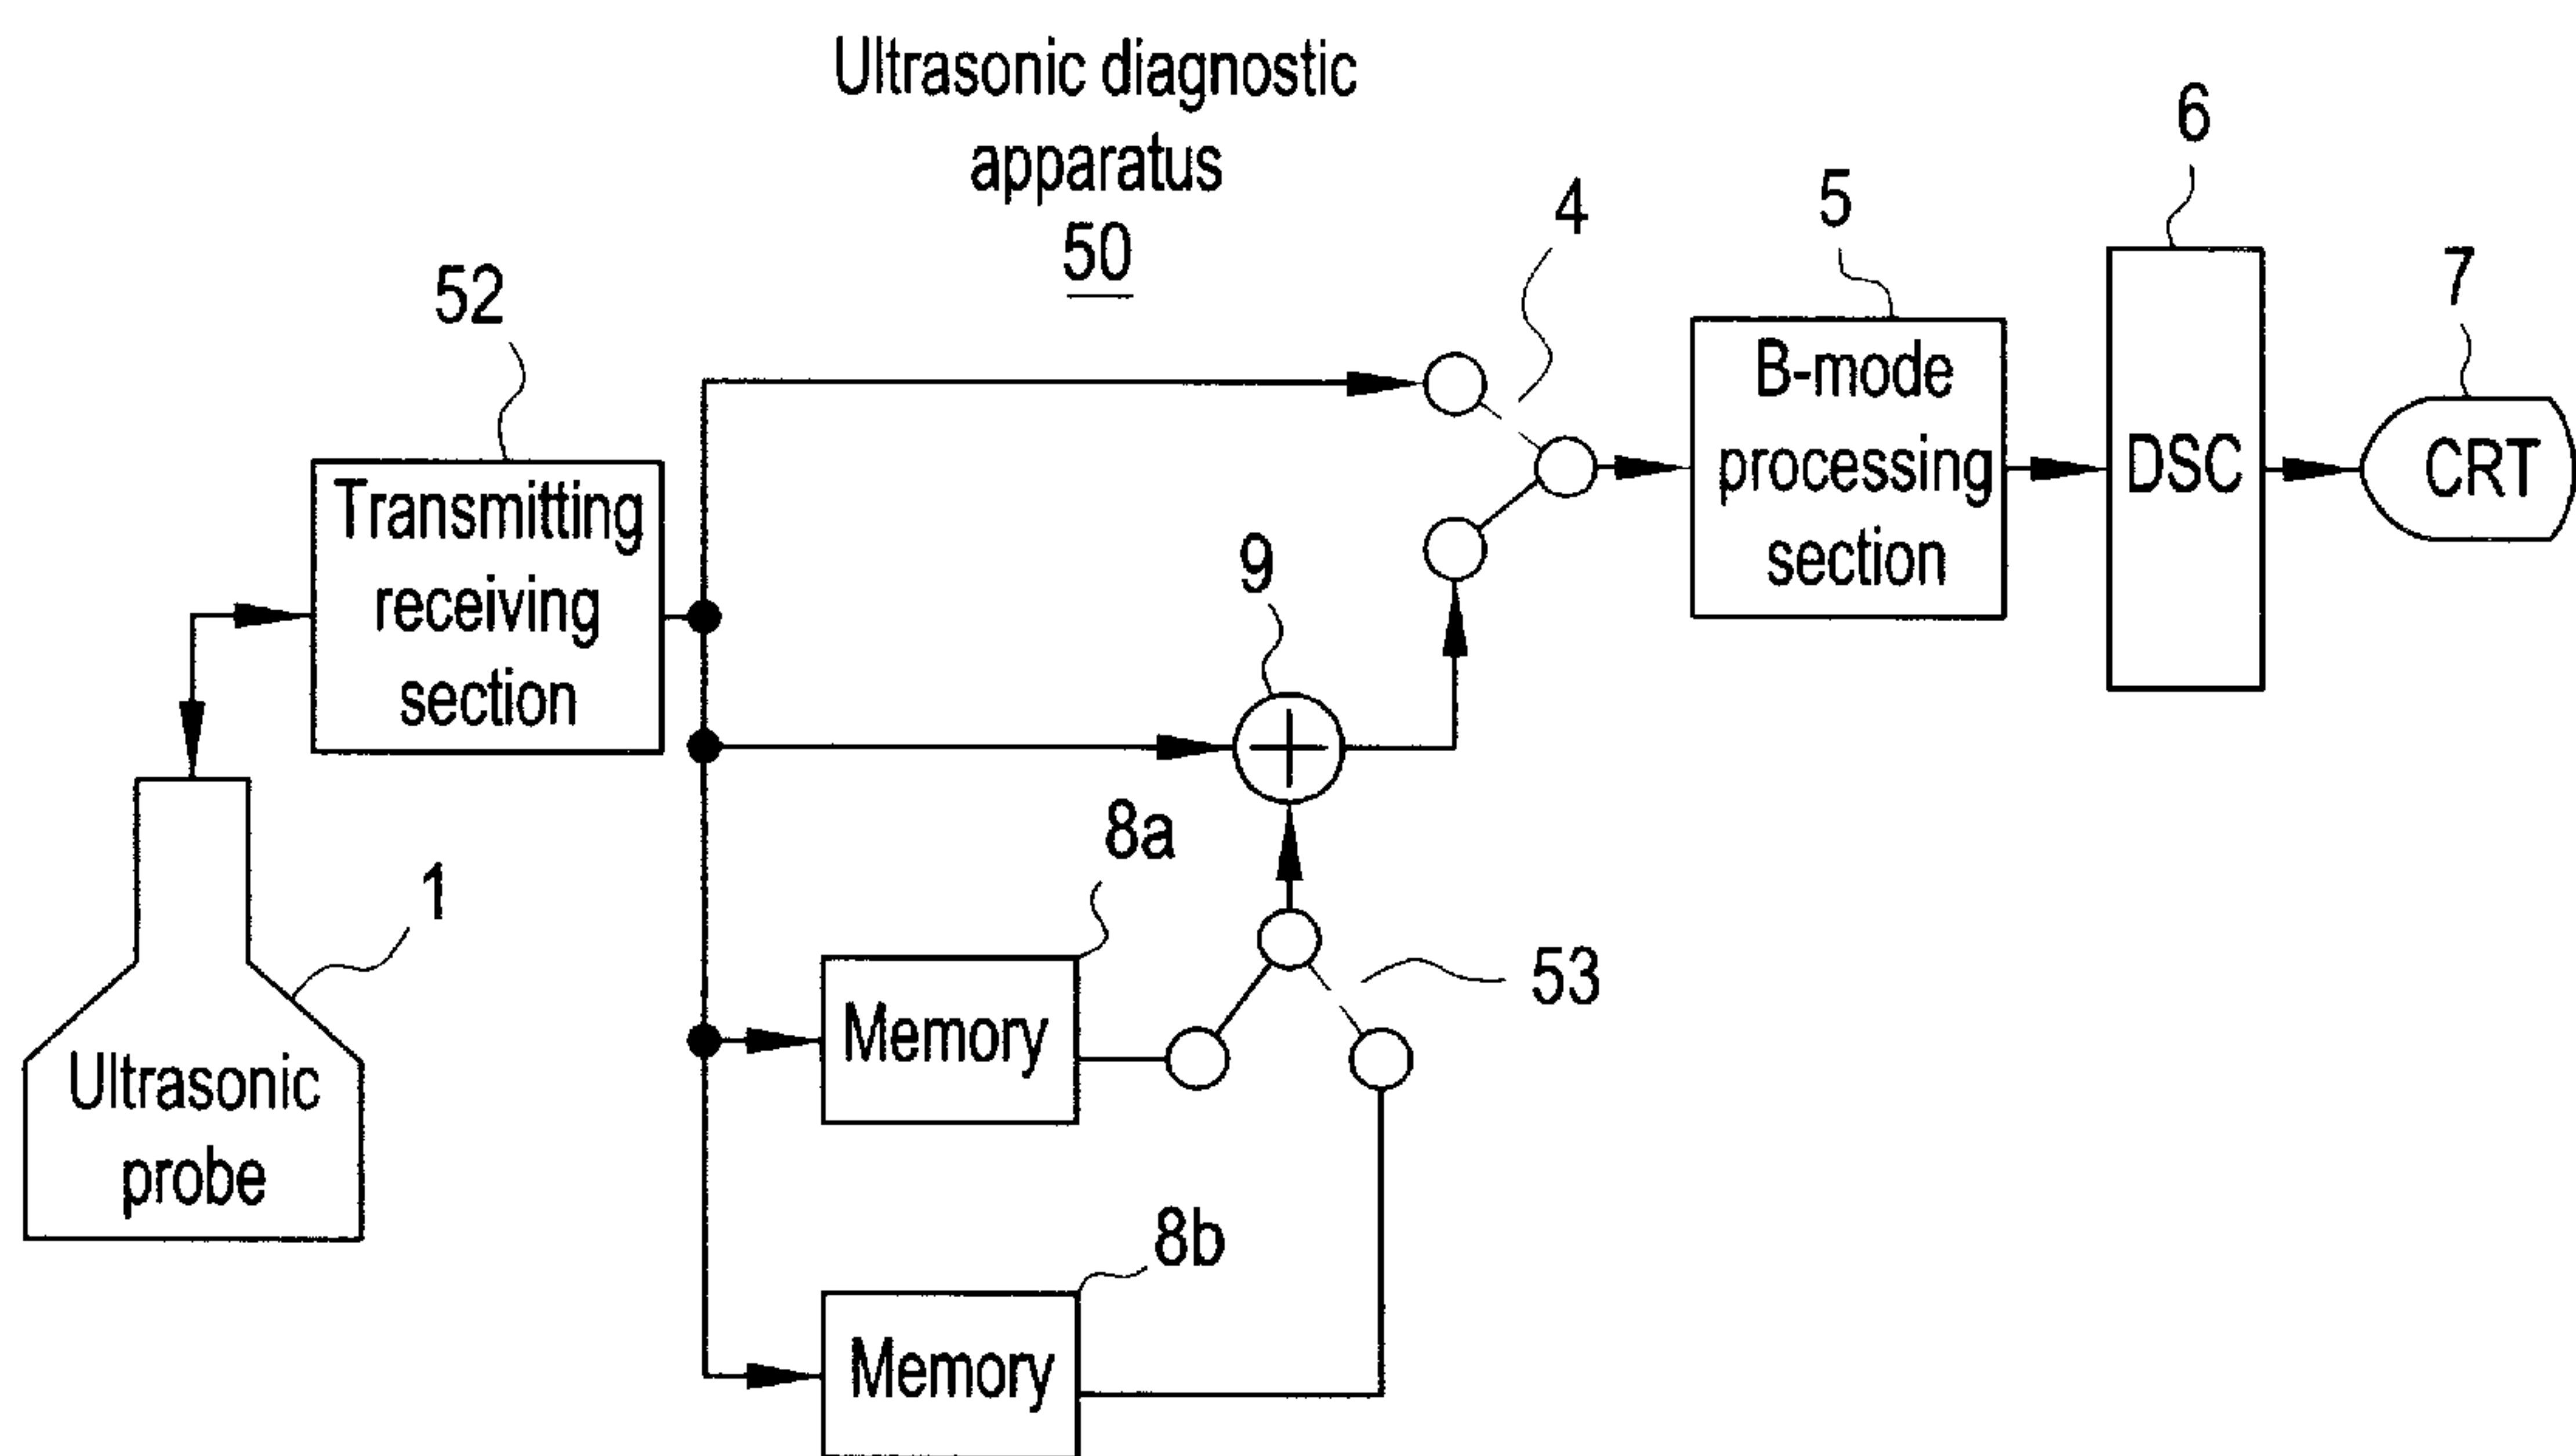 Ultrasonic diagnostic
apparatus
50
6
4
5
7
52
B-mode
processing
section
DSC
CRT
Transmitting
receiving
section
9
8a
1
53
Memory
Ultrasonic
probe
8b
Memory